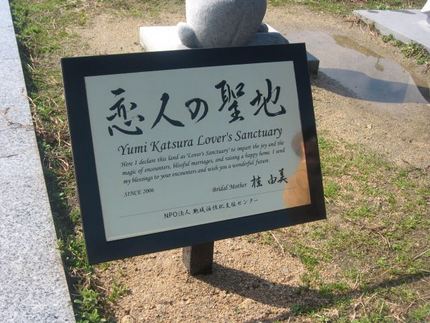 恋人の聖地
Yumi Katsura Lover's Sanctuary
Here I declare this land as 'Lover's Sanctuary' to impart the joy and the
magic of encounters, blissful marriages, and raising a happy home. I send
my blessings to your encounters and wish you a wonderful future.
SINCE 2006
Bridal Mother 桂由美
NPO法人 地域活性化支援センター